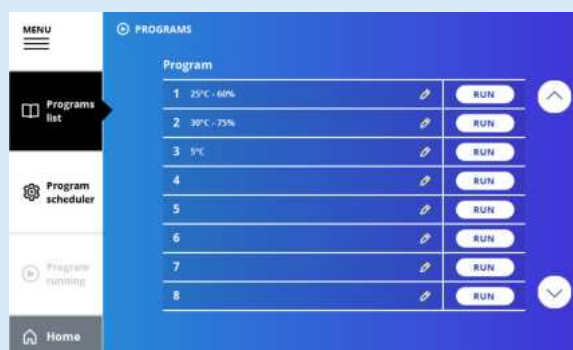 MENU
PROGRAMS
Programs
list
Program
scheduler
Program
running
Home
Program
1 25°C - 60% RUN
2 30°C - 75% RUN
3 5°C RUN
4 RUN
5 RUN
6 RUN
7 RUN
8 RUN